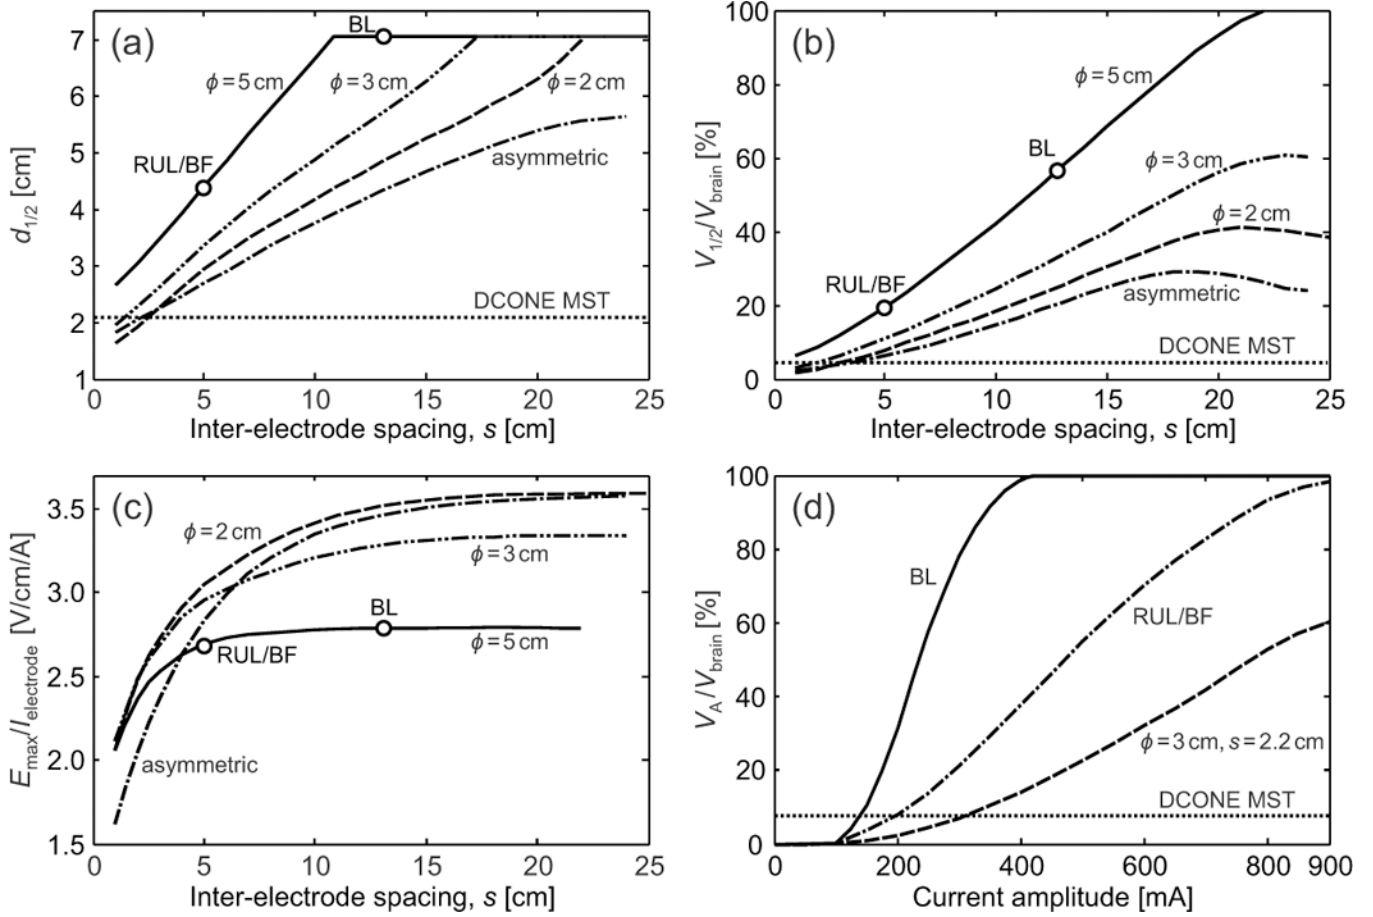 (a)
BL
ϕ = 5 cm
ϕ = 3 cm
ϕ = 2 cm
RUL/BF
asymmetric
DCONE MST
7
6
5
4
3
2
1
d1/2 [cm]
0 5 10 15 20 25
Inter-electrode spacing, s [cm]
(b)
ϕ = 5 cm
BL
ϕ = 3 cm
ϕ = 2 cm
RUL/BF
asymmetric
DCONE MST
100
80
60
40
20
0
V1/2/Vbrain [%]
0 5 10 15 20 25
Inter-electrode spacing, s [cm]
(c)
ϕ = 2 cm
ϕ = 3 cm
BL
RUL/BF
ϕ = 5 cm
asymmetric
3.5
3.0
2.5
2.0
1.5
Emax/Ielectrode [V/cm/A]
0 5 10 15 20 25
Inter-electrode spacing, s [cm]
(d)
BL
RUL/BF
ϕ = 3 cm, s = 2.2 cm
DCONE MST
100
80
60
40
20
0
VA/Vbrain [%]
0 200 400 600 800 900
Current amplitude [mA]